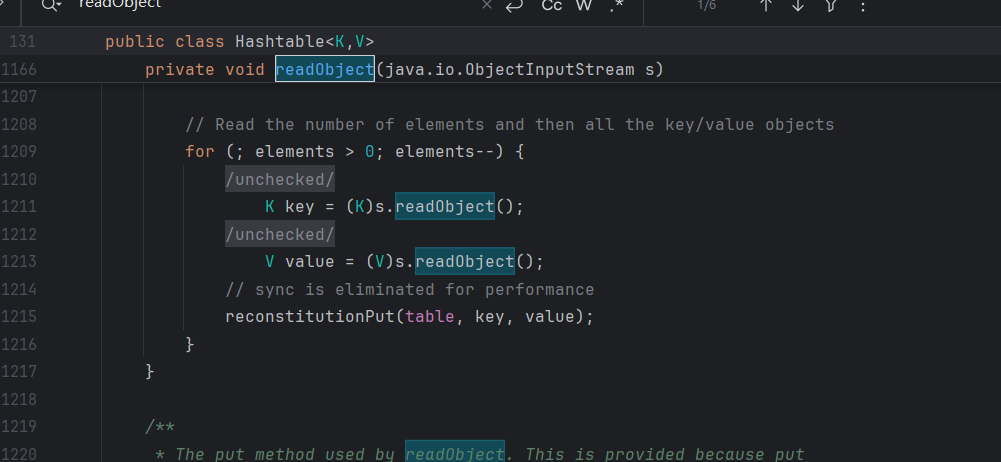 readObject × Cc W .* 1/6
131 public class Hashtable<K,V>
1166 private void readObject(java.io.ObjectInputStream s)
1207
1208 // Read the number of elements and then all the key/value objects
1209 for (; elements > 0; elements--) {
1210 /unchecked/
1211 K key = (K)s.readObject();
1212 /unchecked/
1213 V value = (V)s.readObject();
1214 // sync is eliminated for performance
1215 reconstitutionPut(table, key, value);
1216 }
1217 }
1218
1219 /**
1220 * The put method used by readObject. This is provided because put